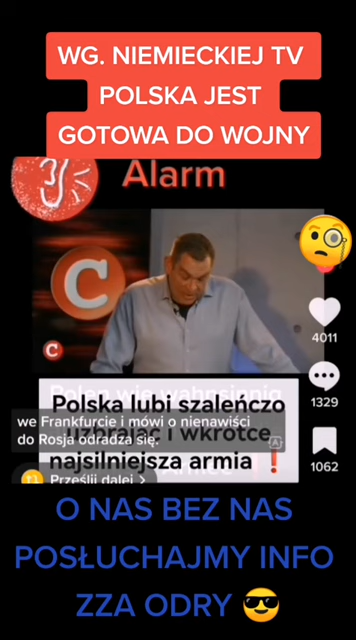 WG. NIEMIECKIEJ TV
POLSKA JEST
GOTOWA DO WOJNY
Alarm
C
C
4011
Polska lubi szaleńczo
we Frankfurcie i mówi o nienawiści
1329
do Rosja odradza się.
i wkrótce
A
najsilniejsza armia❗
1062
Prześlij dalej >
O NAS BEZ NAS
POSŁUCHAJMY INFO
ZZA ODRY 😎